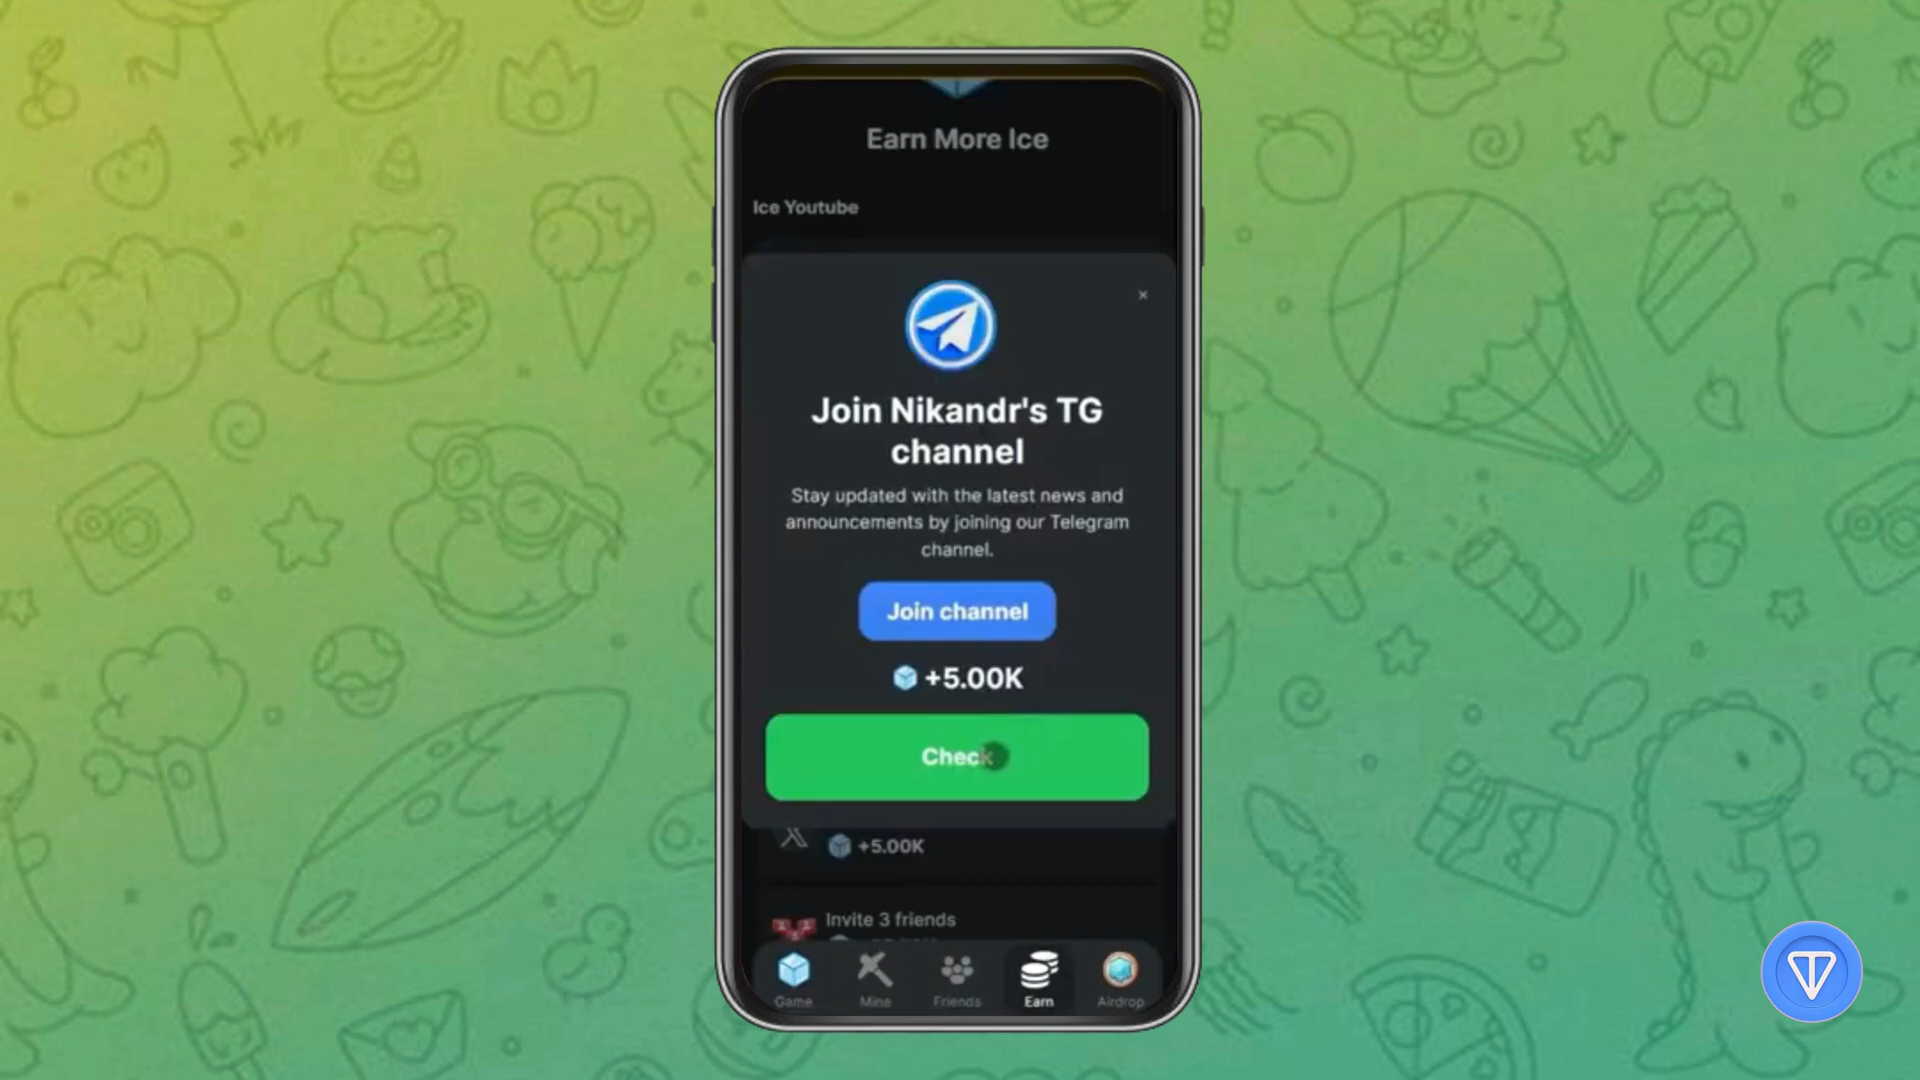 Earn More Ice
Ice Youtube
×
Join Nikandr's TG
channel
Stay updated with the latest news and
announcements by joining our Telegram
channel.
Join channel
+5.00K
Check
+5.00K
Invite 3 friends
Game
Mine
Friends
Earn
Airdrop